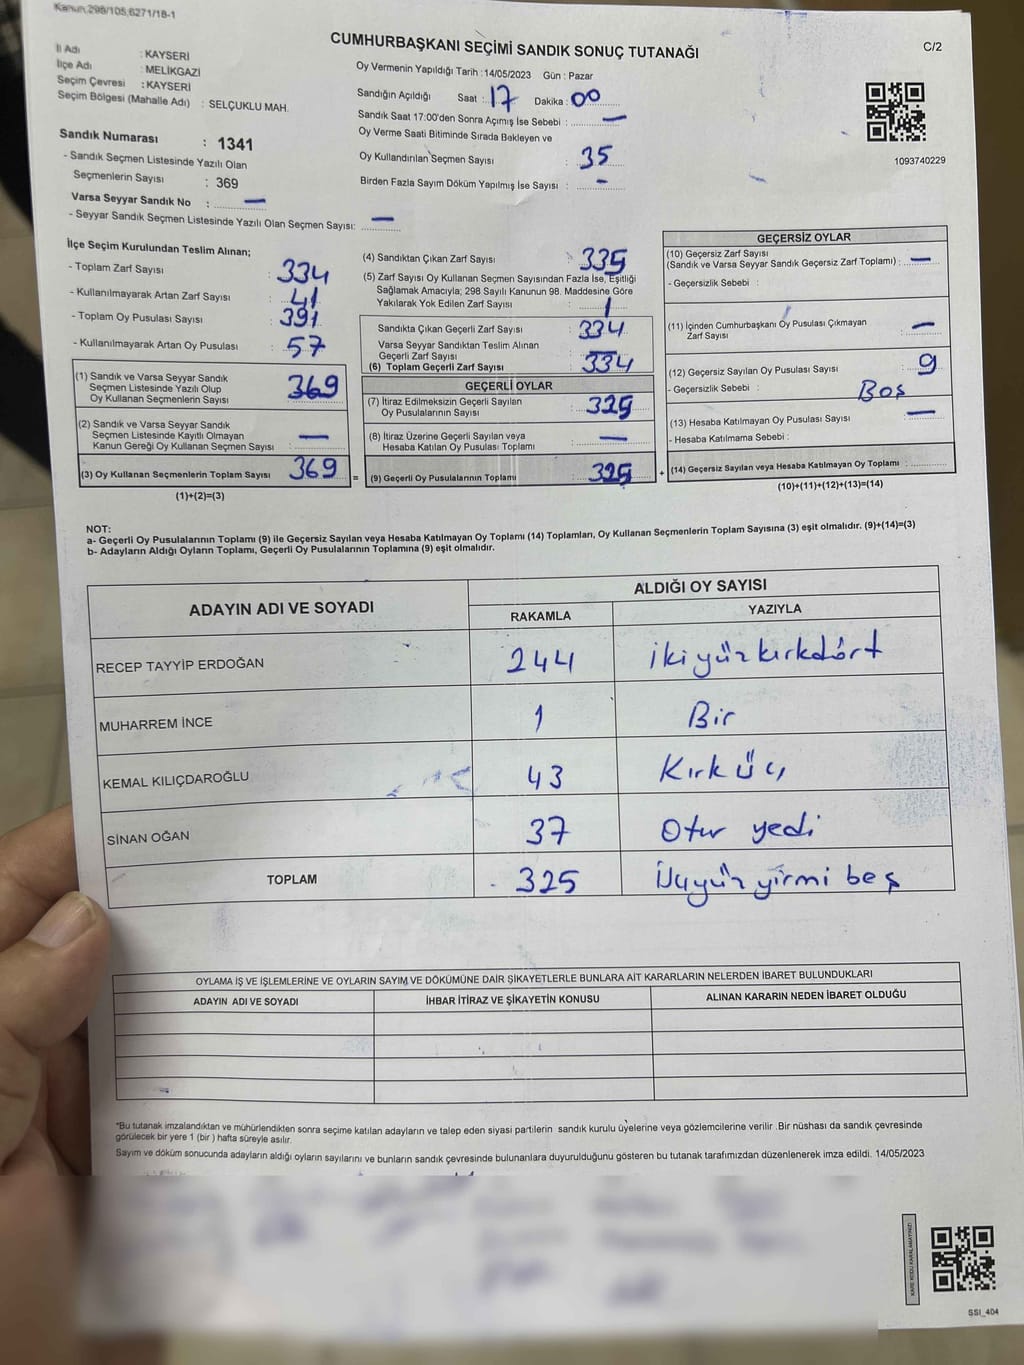 Kanun;298/105;6271/18-1
CUMHURBAŞKANI SEÇİMİ SANDIK SONUÇ TUTANAĞI
C/2
İl Adı : KAYSERİ
İlçe Adı : MELİKGAZİ
Seçim Çevresi : KAYSERİ
Seçim Bölgesi (Mahalle Adı) : SELÇUKLU MAH.
Sandık Numarası : 1341
- Sandık Seçmen Listesinde Yazılı Olan
Seçmenlerin Sayısı : 369
Varsa Seyyar Sandık No : —
- Seyyar Sandık Seçmen Listesinde Yazılı Olan Seçmen Sayısı: —
Oy Vermenin Yapıldığı Tarih :14/05/2023 Gün : Pazar
Sandığın Açıldığı Saat : 17 Dakika : 00
Sandık Saat 17:00'den Sonra Açımış İse Sebebi : —
Oy Verme Saati Bitiminde Sırada Bekleyen ve
Oy Kullandırılan Seçmen Sayısı : 35
Birden Fazla Sayım Döküm Yapılmış İse Sayısı : -
1093740229
İlçe Seçim Kurulundan Teslim Alınan;
- Toplam Zarf Sayısı : 334
- Kullanılmayarak Artan Zarf Sayısı : 41
- Toplam Oy Pusulası Sayısı : 391
- Kullanılmayarak Artan Oy Pusulası : 57
(1) Sandık ve Varsa Seyyar Sandık
Seçmen Listesinde Yazılı Olup
Oy Kullanan Seçmenlerin Sayısı : 369
(2) Sandık ve Varsa Seyyar Sandık
Seçmen Listesinde Kayıtlı Olmayan
Kanun Gereği Oy Kullanan Seçmen Sayısı : —
(3) Oy Kullanan Seçmenlerin Toplam Sayısı : 369
(1)+(2)=(3)
(4) Sandıktan Çıkan Zarf Sayısı : 335
(5) Zarf Sayısı Oy Kullanan Seçmen Sayısından Fazla İse, Eşitliği
Sağlamak Amacıyla; 298 Sayılı Kanunun 98. Maddesine Göre
Yakılarak Yok Edilen Zarf Sayısı : 1
Sandıkta Çıkan Geçerli Zarf Sayısı : 334
Varsa Seyyar Sandıktan Teslim Alınan
Geçerli Zarf Sayısı : —
(6) Toplam Geçerli Zarf Sayısı : 334
GEÇERLİ OYLAR
(7) İtiraz Edilmeksizin Geçerli Sayılan
Oy Pusulalarının Sayısı : 325
(8) İtiraz Üzerine Geçerli Sayılan veya
Hesaba Katılan Oy Pusulası Toplamı : —
= (9) Geçerli Oy Pusulalarının Toplamı : 325
GEÇERSİZ OYLAR
(10) Geçersiz Zarf Sayısı
(Sandık ve Varsa Seyyar Sandık Geçersiz Zarf Toplamı) : —
- Geçersizlik Sebebi :
(11) İçinden Cumhurbaşkanı Oy Pusulası Çıkmayan
Zarf Sayısı : —
(12) Geçersiz Sayılan Oy Pusulası Sayısı : 9
- Geçersizlik Sebebi : Boş
(13) Hesaba Katılmayan Oy Pusulası Sayısı : —
- Hesaba Katılmama Sebebi :
+ (14) Geçersiz Sayılan veya Hesaba Katılmayan Oy Toplamı :
(10)+(11)+(12)+(13)=(14)
NOT:
a- Geçerli Oy Pusulalarının Toplamı (9) ile Geçersiz Sayılan veya Hesaba Katılmayan Oy Toplamı (14) Toplamları, Oy Kullanan Seçmenlerin Toplam Sayısına (3) eşit olmalıdır. (9)+(14)=(3)
b- Adayların Aldığı Oyların Toplamı, Geçerli Oy Pusulalarının Toplamına (9) eşit olmalıdır.
ADAYIN ADI VE SOYADI ALDIĞI OY SAYISI
RAKAMLA YAZIYLA
RECEP TAYYİP ERDOĞAN 244 ikiyüzkırkdört
MUHARREM İNCE 1 Bir
KEMAL KILIÇDAROĞLU 43 Kırküç
SİNAN OĞAN 37 Otuz yedi
TOPLAM 325 Üçyüz yirmi beş
OYLAMA İŞ VE İŞLEMLERİNE VE OYLARIN SAYIM VE DÖKÜMÜNE DAİR ŞİKAYETLERLE BUNLARA AİT KARARLARIN NELERDEN İBARET BULUNDUKLARI
ADAYIN ADI VE SOYADI İHBAR İTİRAZ VE ŞİKAYETİN KONUSU ALINAN KARARIN NEDEN İBARET OLDUĞU
*Bu tutanak imzalandıktan ve mühürlendikten sonra seçime katılan adayların ve talep eden siyasi partilerin sandık kurulu üyelerine veya gözlemcilerine verilir .Bir nüshası da sandık çevresinde
görülecek bir yere 1 (bir ) hafta süreyle asılır.
Sayım ve döküm sonucunda adayların aldığı oyların sayılarını ve bunların sandık çevresinde bulunanlara duyurulduğunu gösteren bu tutanak tarafımızdan düzenlenerek imza edildi. 14/05/2023
KARE KODU KARALAMAYINIZ!
SSI_404